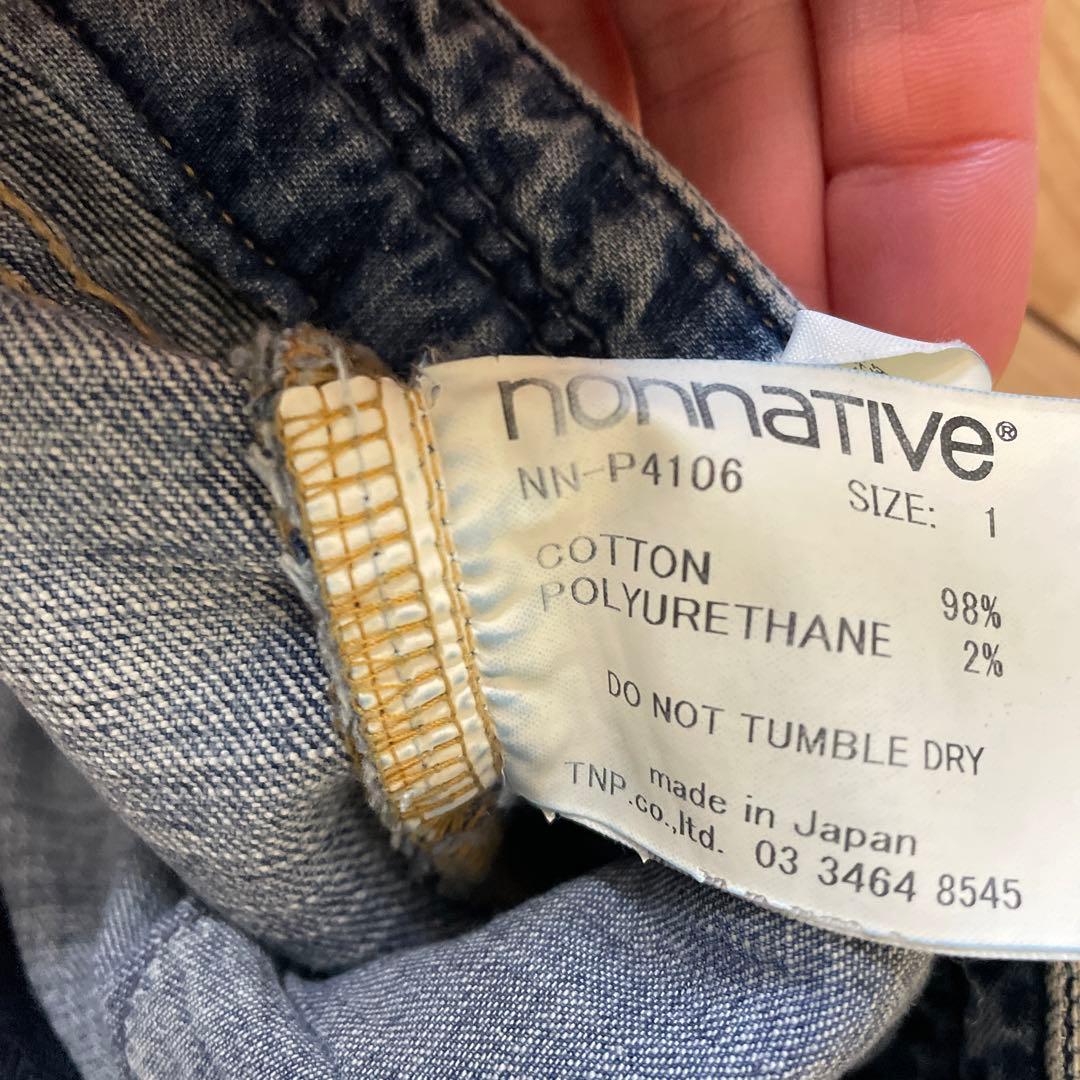 nonnaTIVe®
NN-P4106
SIZE: 1
COTTON 98%
POLYURETHANE 2%
DO NOT TUMBLE DRY
made in Japan
TNP.co.,ltd. 03 3464 8545